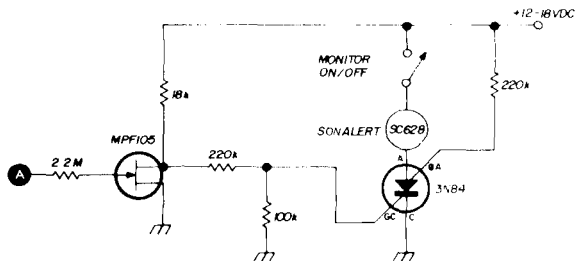 +12-18VDC
MONITOR
ON/OFF
18k
220k
SONALERT
SC628
MPF105
A
2.2M
220k
A
GA
3N84
100k
GC
C